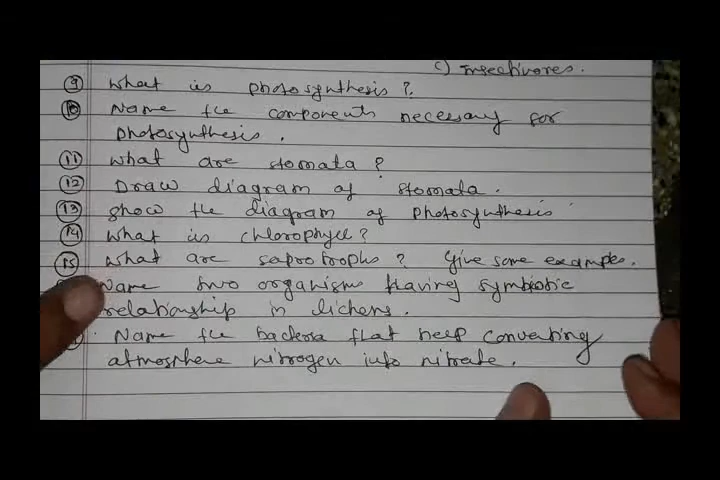 c) Insectivores.
9 What is photosynthesis?
10 Name the components necessary for
photosynthesis.
11 What are stomata?
12 Draw diagram of stomata.
13 Show the diagram of photosynthesis
14 What is chlorophyll?
15 What are saprotrophs? Give some examples.
Name two organisms having symbiotic
relationship in lichens.
Name the bacteria that help converting
atmosphere nitrogen into nitrate.